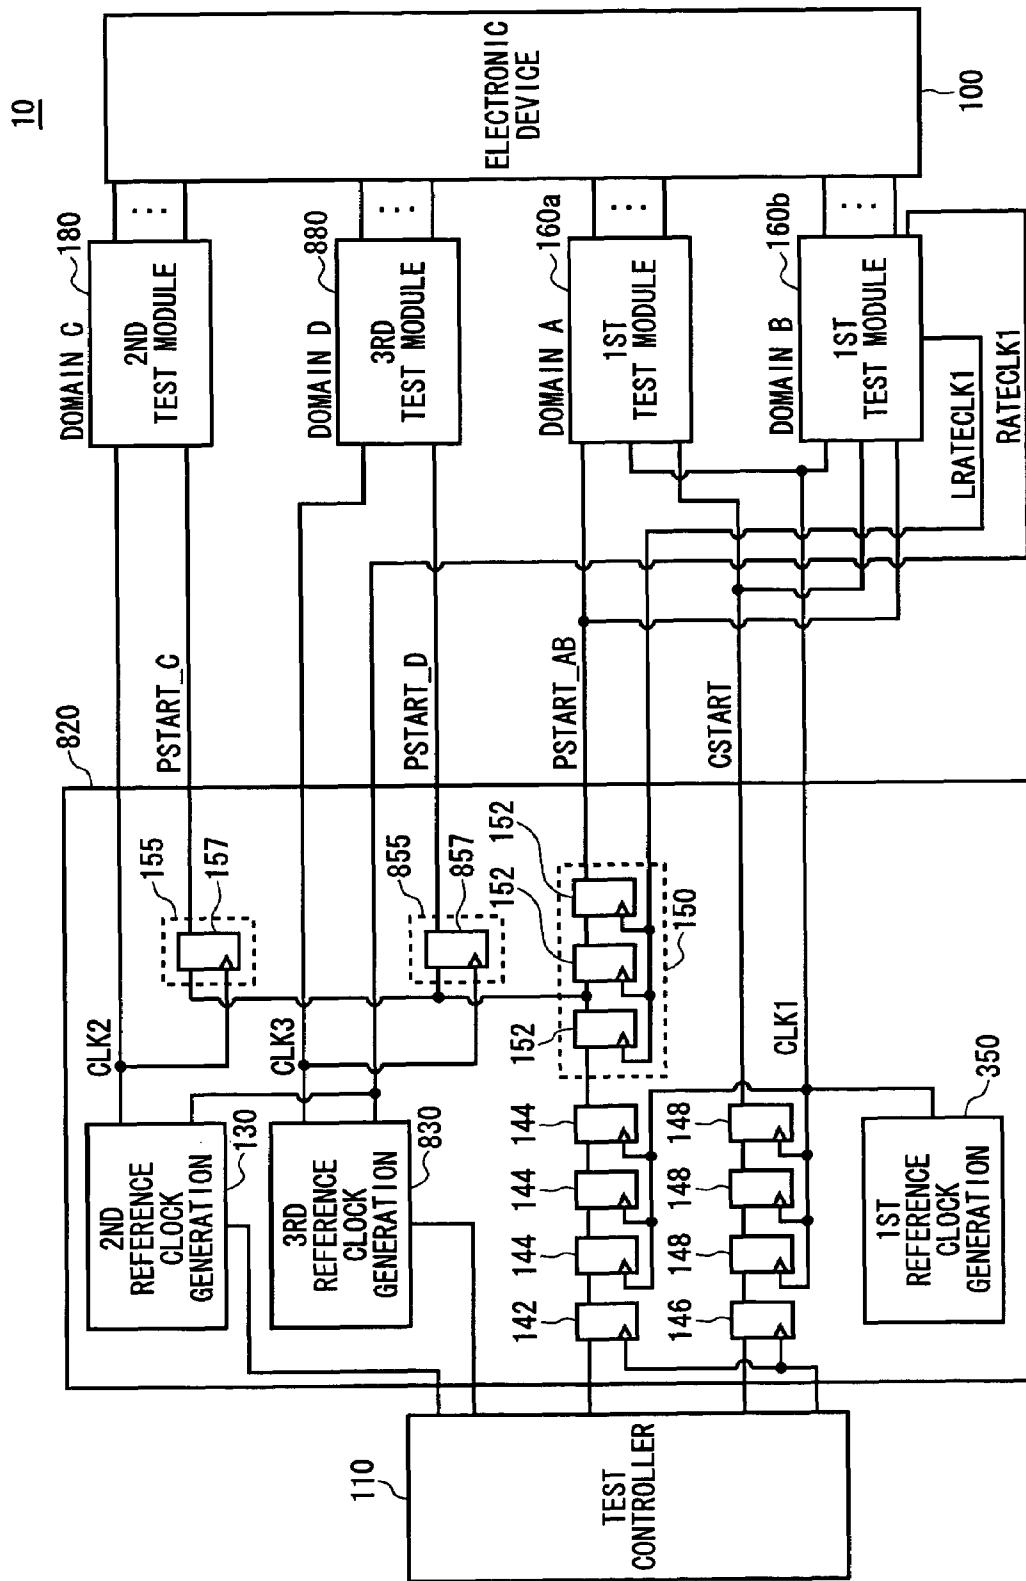 10
ELECTRONIC
DEVICE
100
DOMAIN C
180
2ND
TEST MODULE
DOMAIN D
880
3RD
TEST MODULE
DOMAIN A
160a
1ST
TEST MODULE
DOMAIN B
160b
1ST
TEST MODULE
LRATECLK1
RATECLK1
820
PSTART_C
PSTART_D
PSTART_AB
CSTART
155
157
855
857
152
152
152
150
CLK2
CLK3
CLK1
2ND
REFERENCE
CLOCK
GENERATION
130
3RD
REFERENCE
CLOCK
GENERATION
830
144
144
144
142
148
148
148
146
1ST
REFERENCE
CLOCK
GENERATION
350
110
TEST
CONTROLLER